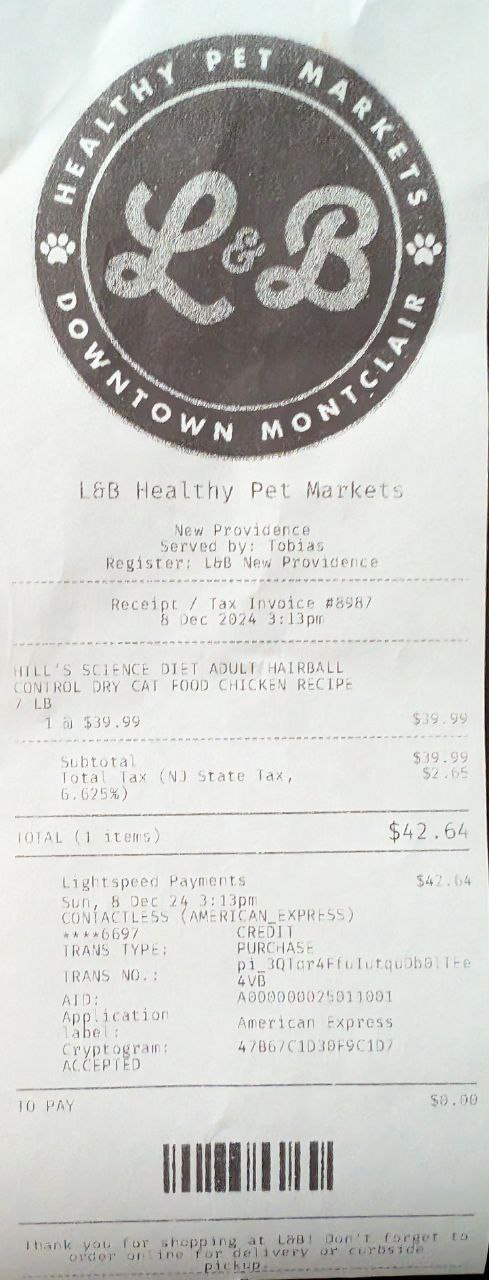 HEALTHY PET MARKETS
L & B
DOWNTOWN MONTCLAIR
L&B Healthy Pet Markets
New Providence
Served by: Tobias
Register: L&B New Providence
Receipt / Tax Invoice #8987
8 Dec 2024 3:13pm
HILL'S SCIENCE DIET ADULT HAIRBALL
CONTROL DRY CAT FOOD CHICKEN RECIPE
7 LB
1 @ $39.99 $39.99
Subtotal $39.99
Total Tax (NJ State Tax, $2.65
6.625%)
TOTAL (1 items) $42.64
Lightspeed Payments $42.64
Sun, 8 Dec 24 3:13pm
CONTACTLESS (AMERICAN_EXPRESS)
****6697 CREDIT
TRANS TYPE: PURCHASE
TRANS NO.:
4VB
AID: A000000025011001
Application
label: American Express
Cryptogram: 47B67C1D30F9C1D7
ACCEPTED
TO PAY $0.00
Thank you for shopping at L&B! Don't forget to
order online for delivery or curbside
pickup.